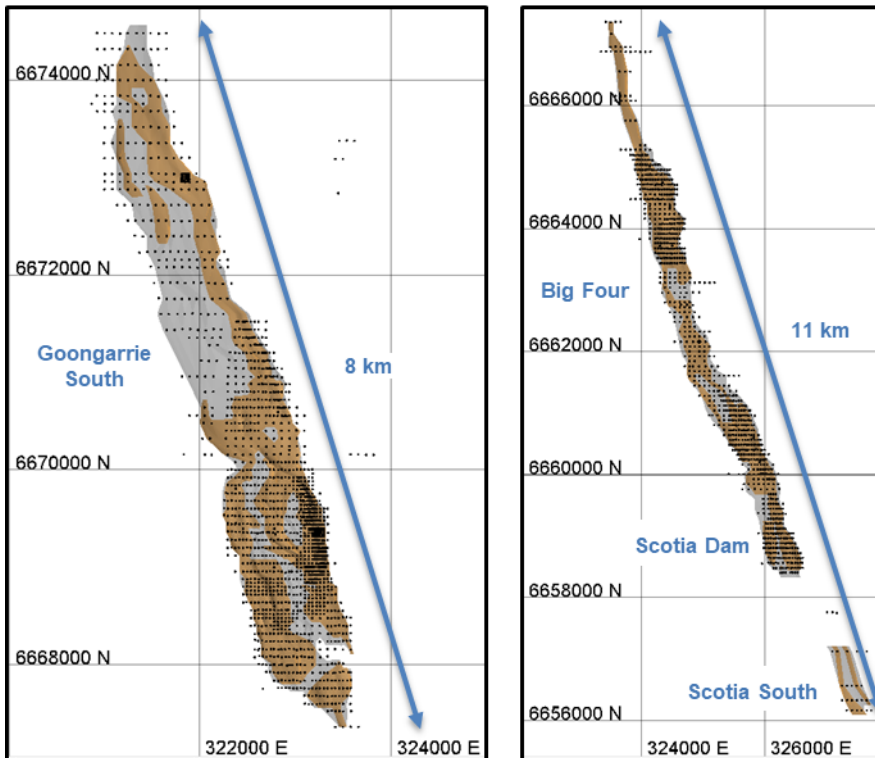 6674000 N
6672000 N
Goongarrie
South
8 km
6670000 N
6668000 N
322000 E
324000 E
6666000 N
6664000 N
Big Four
11 km
6662000 N
6660000 N
Scotia Dam
6658000 N
Scotia South
6656000 N
324000 E
326000 E